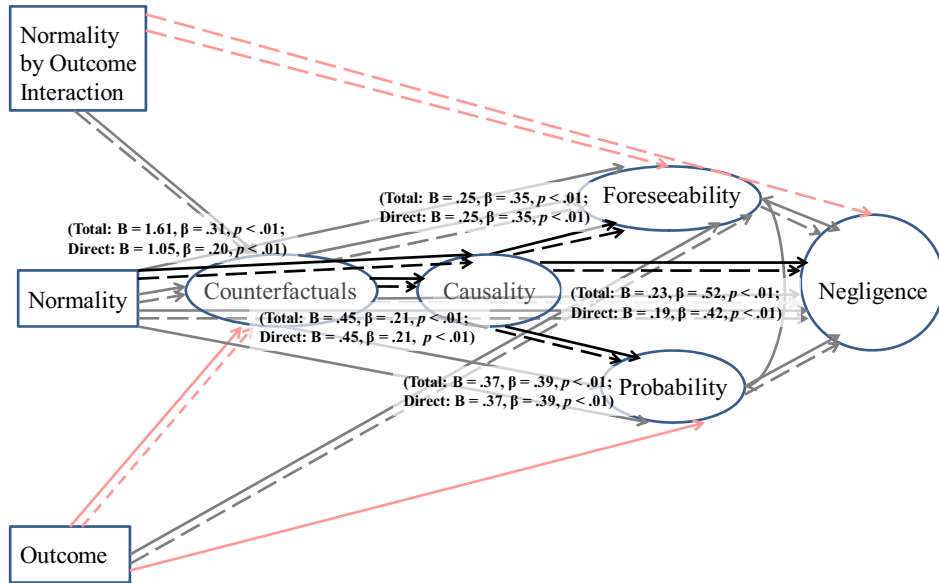 Normality
by Outcome
Interaction
(Total: B = .25, β = .35, p < .01;
Direct: B = .25, β = .35, p < .01)
Foreseeability
(Total: B = 1.61, β = .31, p < .01;
Direct: B = 1.05, β = .20, p < .01)
Normality
Counterfactuals
Causality
(Total: B = .23, β = .52, p < .01;
Direct: B = .19, β = .42, p < .01)
Negligence
(Total: B = .45, β = .21, p < .01;
Direct: B = .45, β = .21, p < .01)
(Total: B = .37, β = .39, p < .01;
Direct: B = .37, β = .39, p < .01)
Probability
Outcome